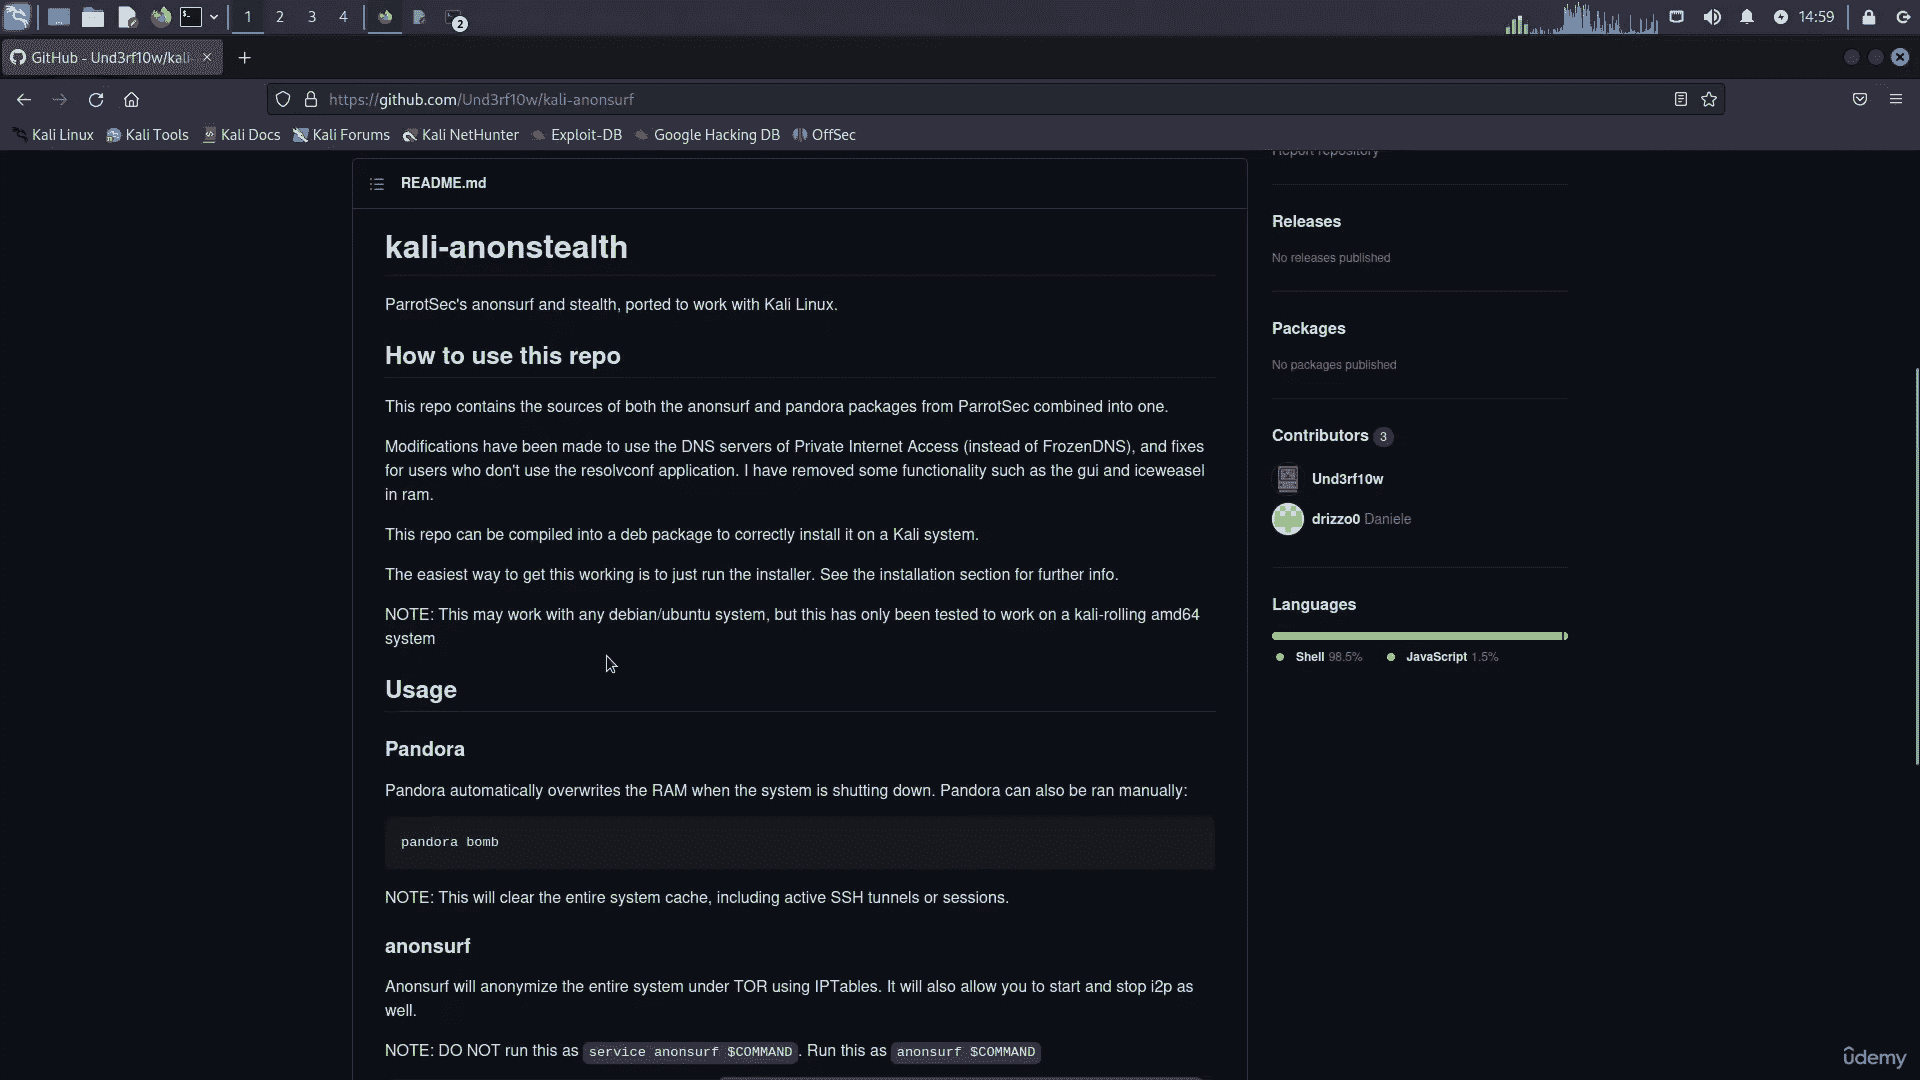 1 2 3 4
2
14:59
GitHub - Und3rf10w/kali-
https://github.com/Und3rf10w/kali-anonsurf
Kali Linux Kali Tools Kali Docs Kali Forums Kali NetHunter Exploit-DB Google Hacking DB OffSec
README.md
kali-anonstealth
ParrotSec's anonsurf and stealth, ported to work with Kali Linux.
How to use this repo
This repo contains the sources of both the anonsurf and pandora packages from ParrotSec combined into one.
Modifications have been made to use the DNS servers of Private Internet Access (instead of FrozenDNS), and fixes
for users who don't use the resolvconf application. I have removed some functionality such as the gui and iceweasel
in ram.
This repo can be compiled into a deb package to correctly install it on a Kali system.
The easiest way to get this working is to just run the installer. See the installation section for further info.
NOTE: This may work with any debian/ubuntu system, but this has only been tested to work on a kali-rolling amd64
system
Usage
Pandora
Pandora automatically overwrites the RAM when the system is shutting down. Pandora can also be ran manually:
pandora bomb
NOTE: This will clear the entire system cache, including active SSH tunnels or sessions.
anonsurf
Anonsurf will anonymize the entire system under TOR using IPTables. It will also allow you to start and stop i2p as
well.
NOTE: DO NOT run this as service anonsurf $COMMAND. Run this as anonsurf $COMMAND
Report repository
Releases
No releases published
Packages
No packages published
Contributors 3
Und3rf10w
drizzo0 Daniele
Languages
Shell 98.5% JavaScript 1.5%
ûdemy